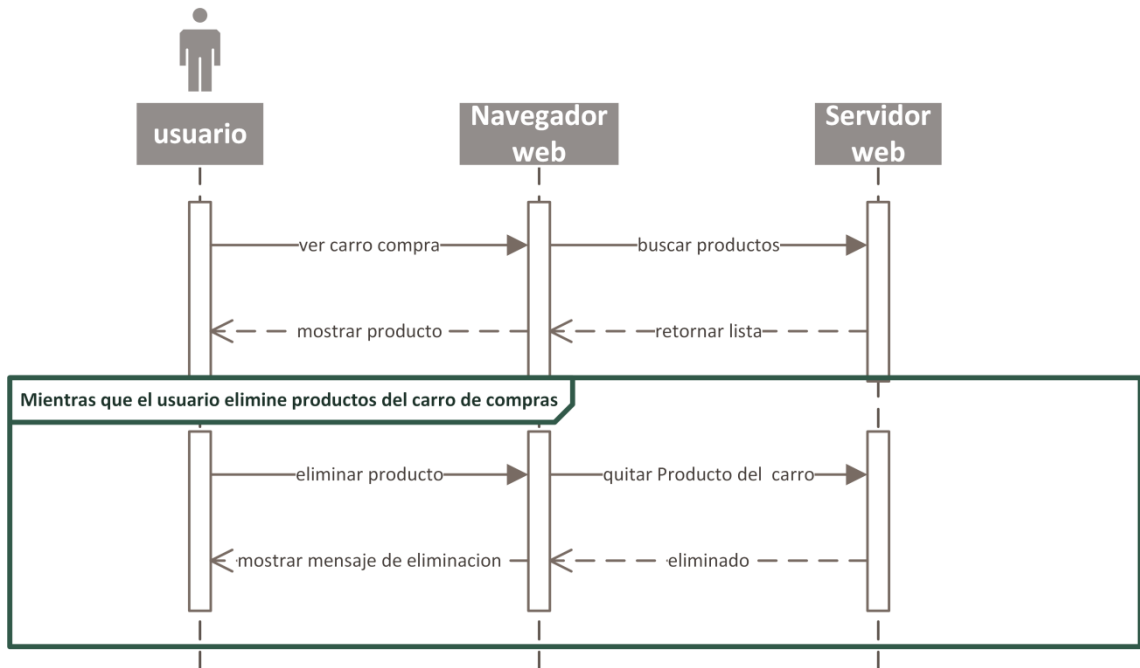 usuario
Navegador
web
Servidor
web
ver carro compra
buscar productos
mostrar producto
retornar lista
Mientras que el usuario elimine productos del carro de compras
eliminar producto
quitar Producto del  carro
mostrar mensaje de eliminacion
eliminado